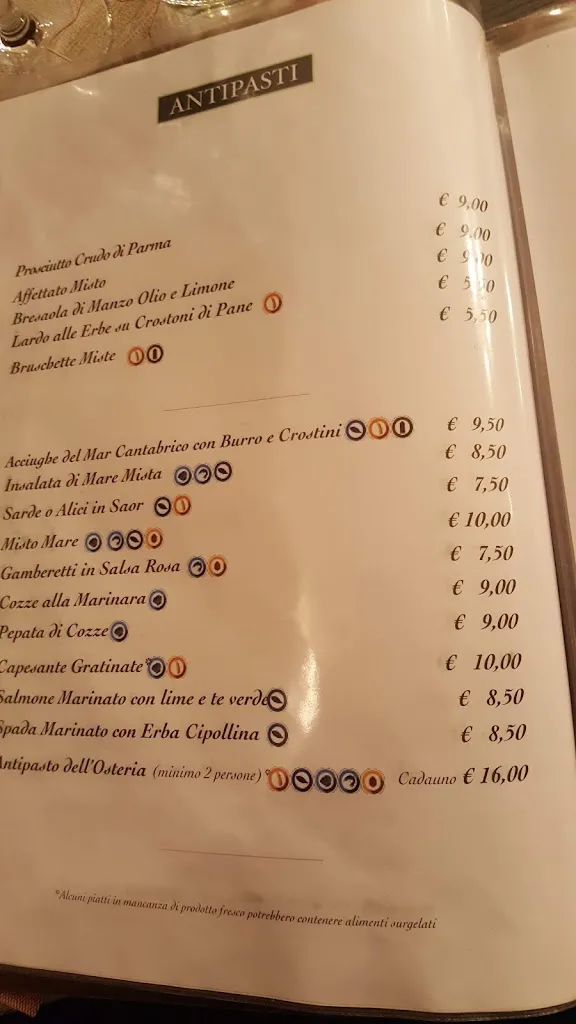 ANTIPASTI
Prosciutto Crudo di Parma € 9,00
Affettato Misto € 9,00
Bresaola di Manzo Olio e Limone € 9,00
Lardo alle Erbe su Crostoni di Pane € 5,50
Bruschette Miste € 5,50
Acciughe del Mar Cantabrico con Burro e Crostini € 9,50
Insalata di Mare Mista € 8,50
Sarde o Alici in Saor € 7,50
Misto Mare € 10,00
Gamberetti in Salsa Rosa € 7,50
Cozze alla Marinara € 9,00
Pepata di Cozze € 9,00
Capesante Gratinate* € 10,00
Salmone Marinato con lime e te verde € 8,50
Spada Marinato con Erba Cipollina € 8,50
Antipasto dell'Osteria (minimo 2 persone)* Cadauno € 16,00
*Alcuni piatti in mancanza di prodotto fresco potrebbero contenere alimenti surgelati